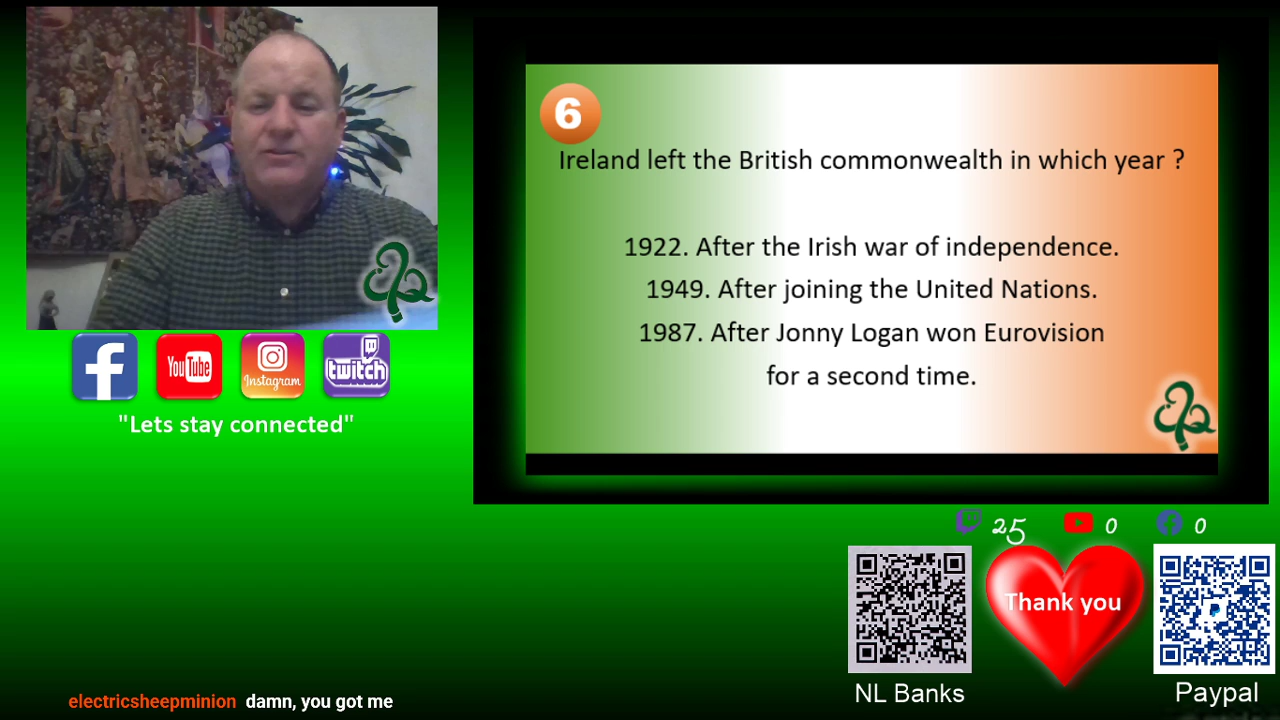 6
Ireland left the British commonwealth in which year ?
1922. After the Irish war of independence.
1949. After joining the United Nations.
1987. After Jonny Logan won Eurovision
for a second time.
You Tube
Instagram
twitch
"Lets stay connected"
25 0 0
Thank you
NL Banks
Paypal
electricsheepminion damn, you got me